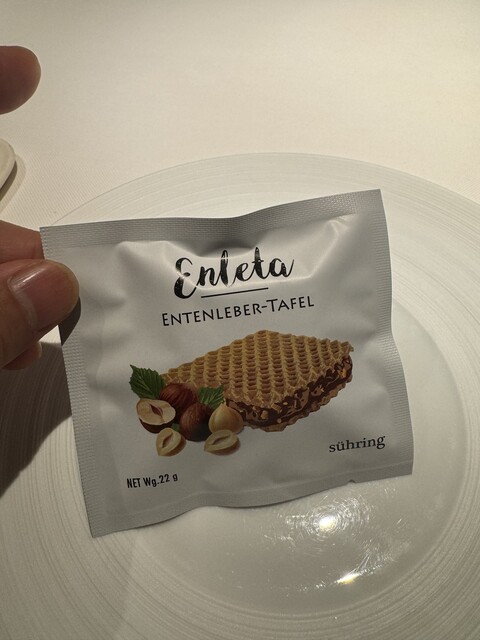 Enleta
ENTENLEBER-TAFEL
sühring
NET Wg.22 g